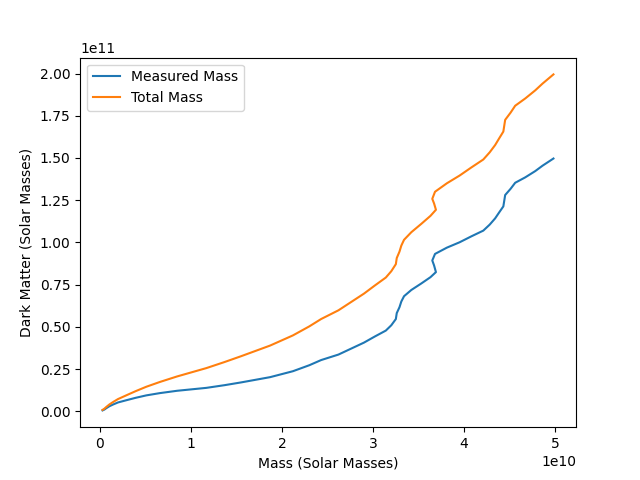 1e11
Measured Mass
Total Mass
2.00
1.75
1.50
1.25
1.00
0.75
0.50
0.25
0.00
Dark Matter (Solar Masses)
0 1 2 3 4 5
Mass (Solar Masses)
1e10